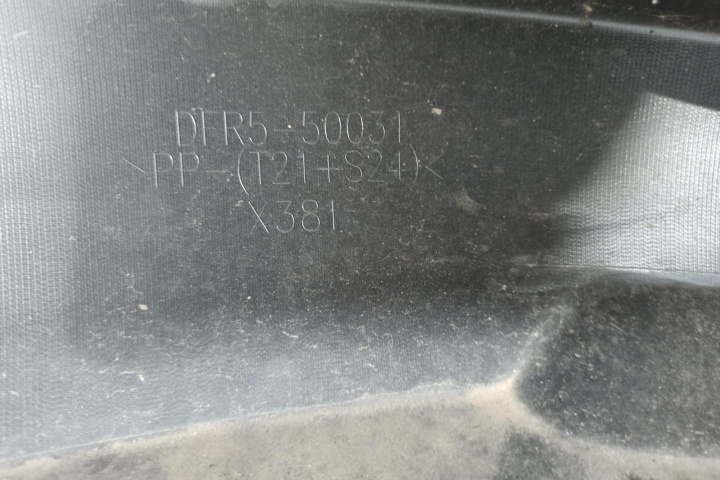 DFR5-50031
>PP-(T21+S24)<
X381